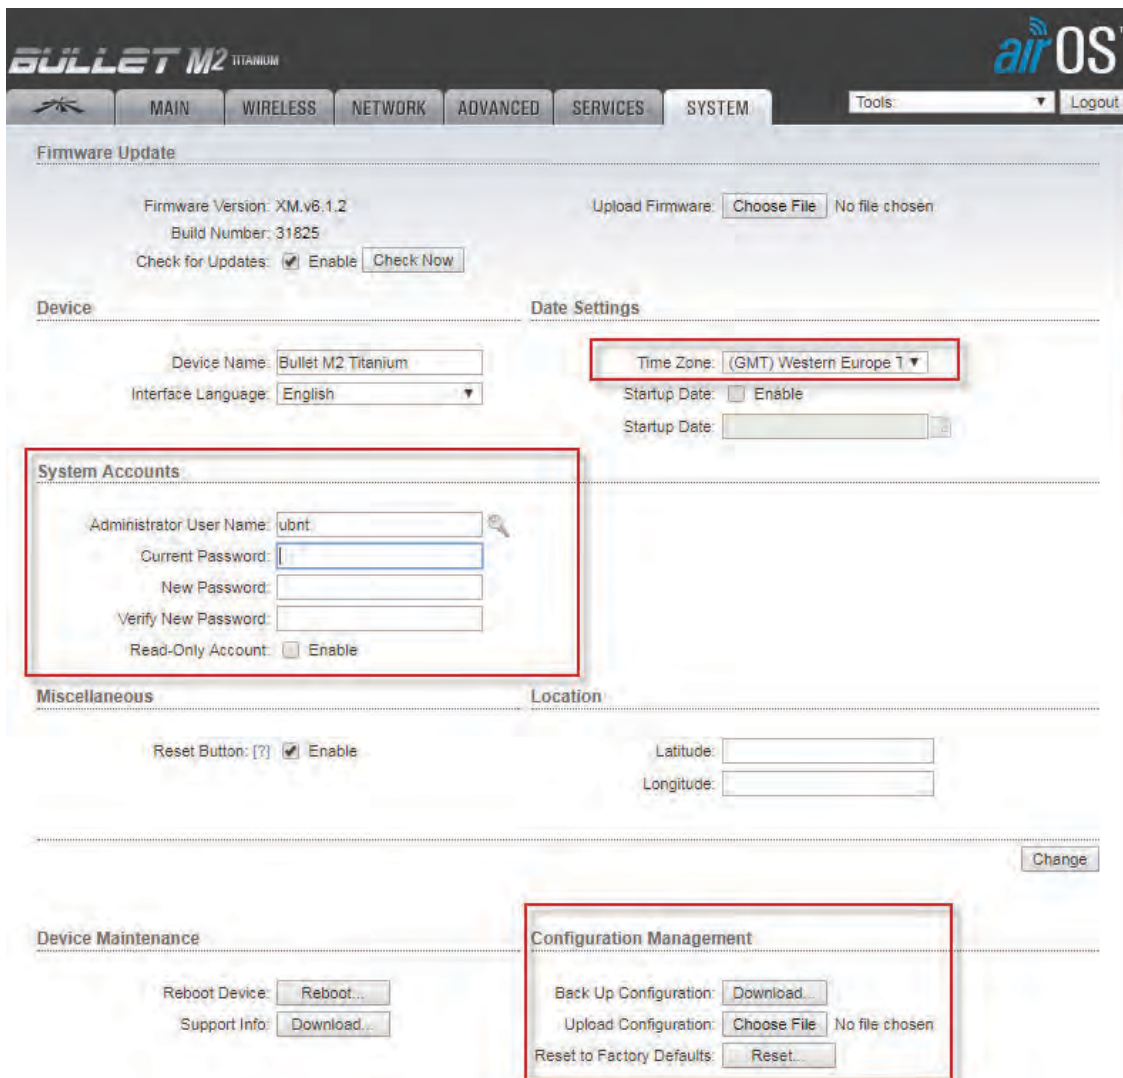 BULLET M2 TITANIUM
airOS
MAIN WIRELESS NETWORK ADVANCED SERVICES SYSTEM Tools: Logout
Firmware Update
Firmware Version: XM.v6.1.2 Upload Firmware: Choose File No file chosen
Build Number: 31825
Check for Updates: Enable Check Now
Device Date Settings
Device Name: Bullet M2 Titanium Time Zone: (GMT) Western Europe T
Interface Language: English Startup Date: Enable
Startup Date:
System Accounts
Administrator User Name: ubnt
Current Password:
New Password:
Verify New Password:
Read-Only Account: Enable
Miscellaneous Location
Reset Button: [?] Enable Latitude:
Longitude:
Change
Device Maintenance Configuration Management
Reboot Device: Reboot... Back Up Configuration: Download...
Support Info: Download... Upload Configuration: Choose File No file chosen
Reset to Factory Defaults: Reset...